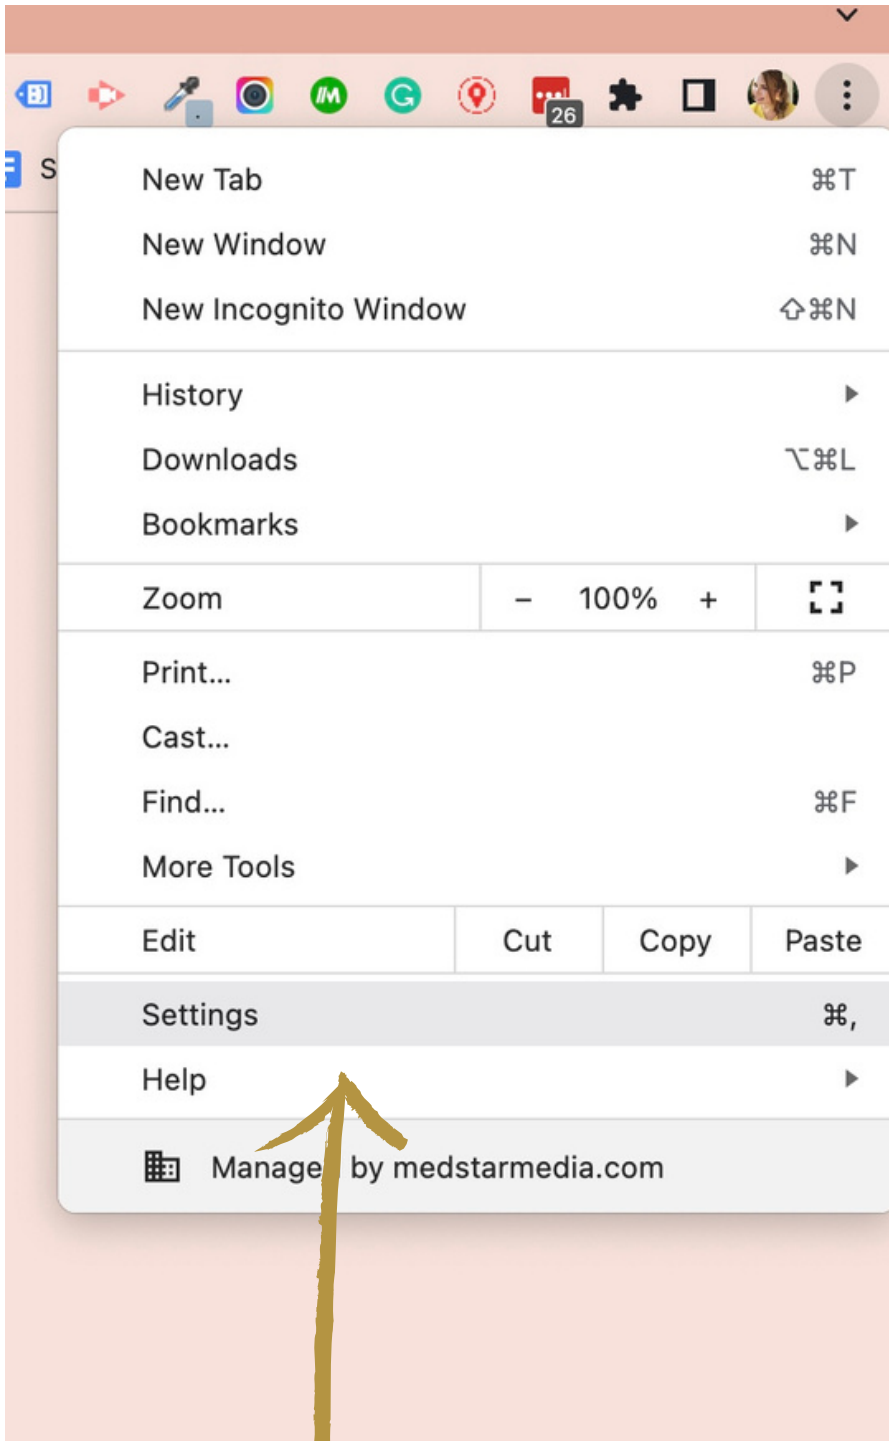 26
S
New Tab ⌘T
New Window ⌘N
New Incognito Window ⇧⌘N
History
Downloads ⌥⌘L
Bookmarks
Zoom − 100% +
Print... ⌘P
Cast...
Find... ⌘F
More Tools
Edit Cut Copy Paste
Settings ⌘,
Help
Manage by medstarmedia.com